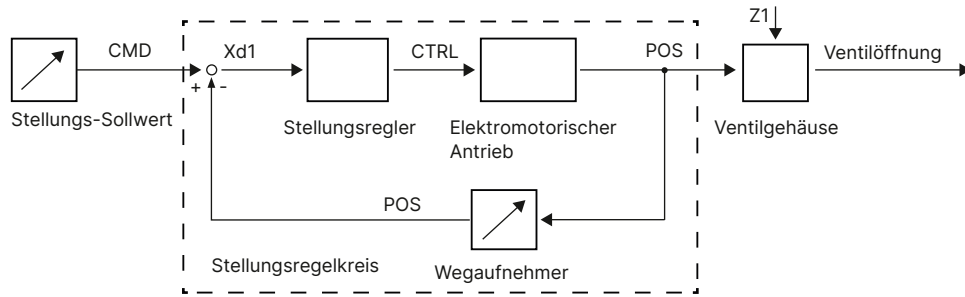 Z1
CMD
Xd1
CTRL
POS
Ventilöffnung
+
-
Stellungs-Sollwert
Stellungsregler
Elektromotorischer
Antrieb
Ventilgehäuse
POS
Stellungsregelkreis
Wegaufnehmer